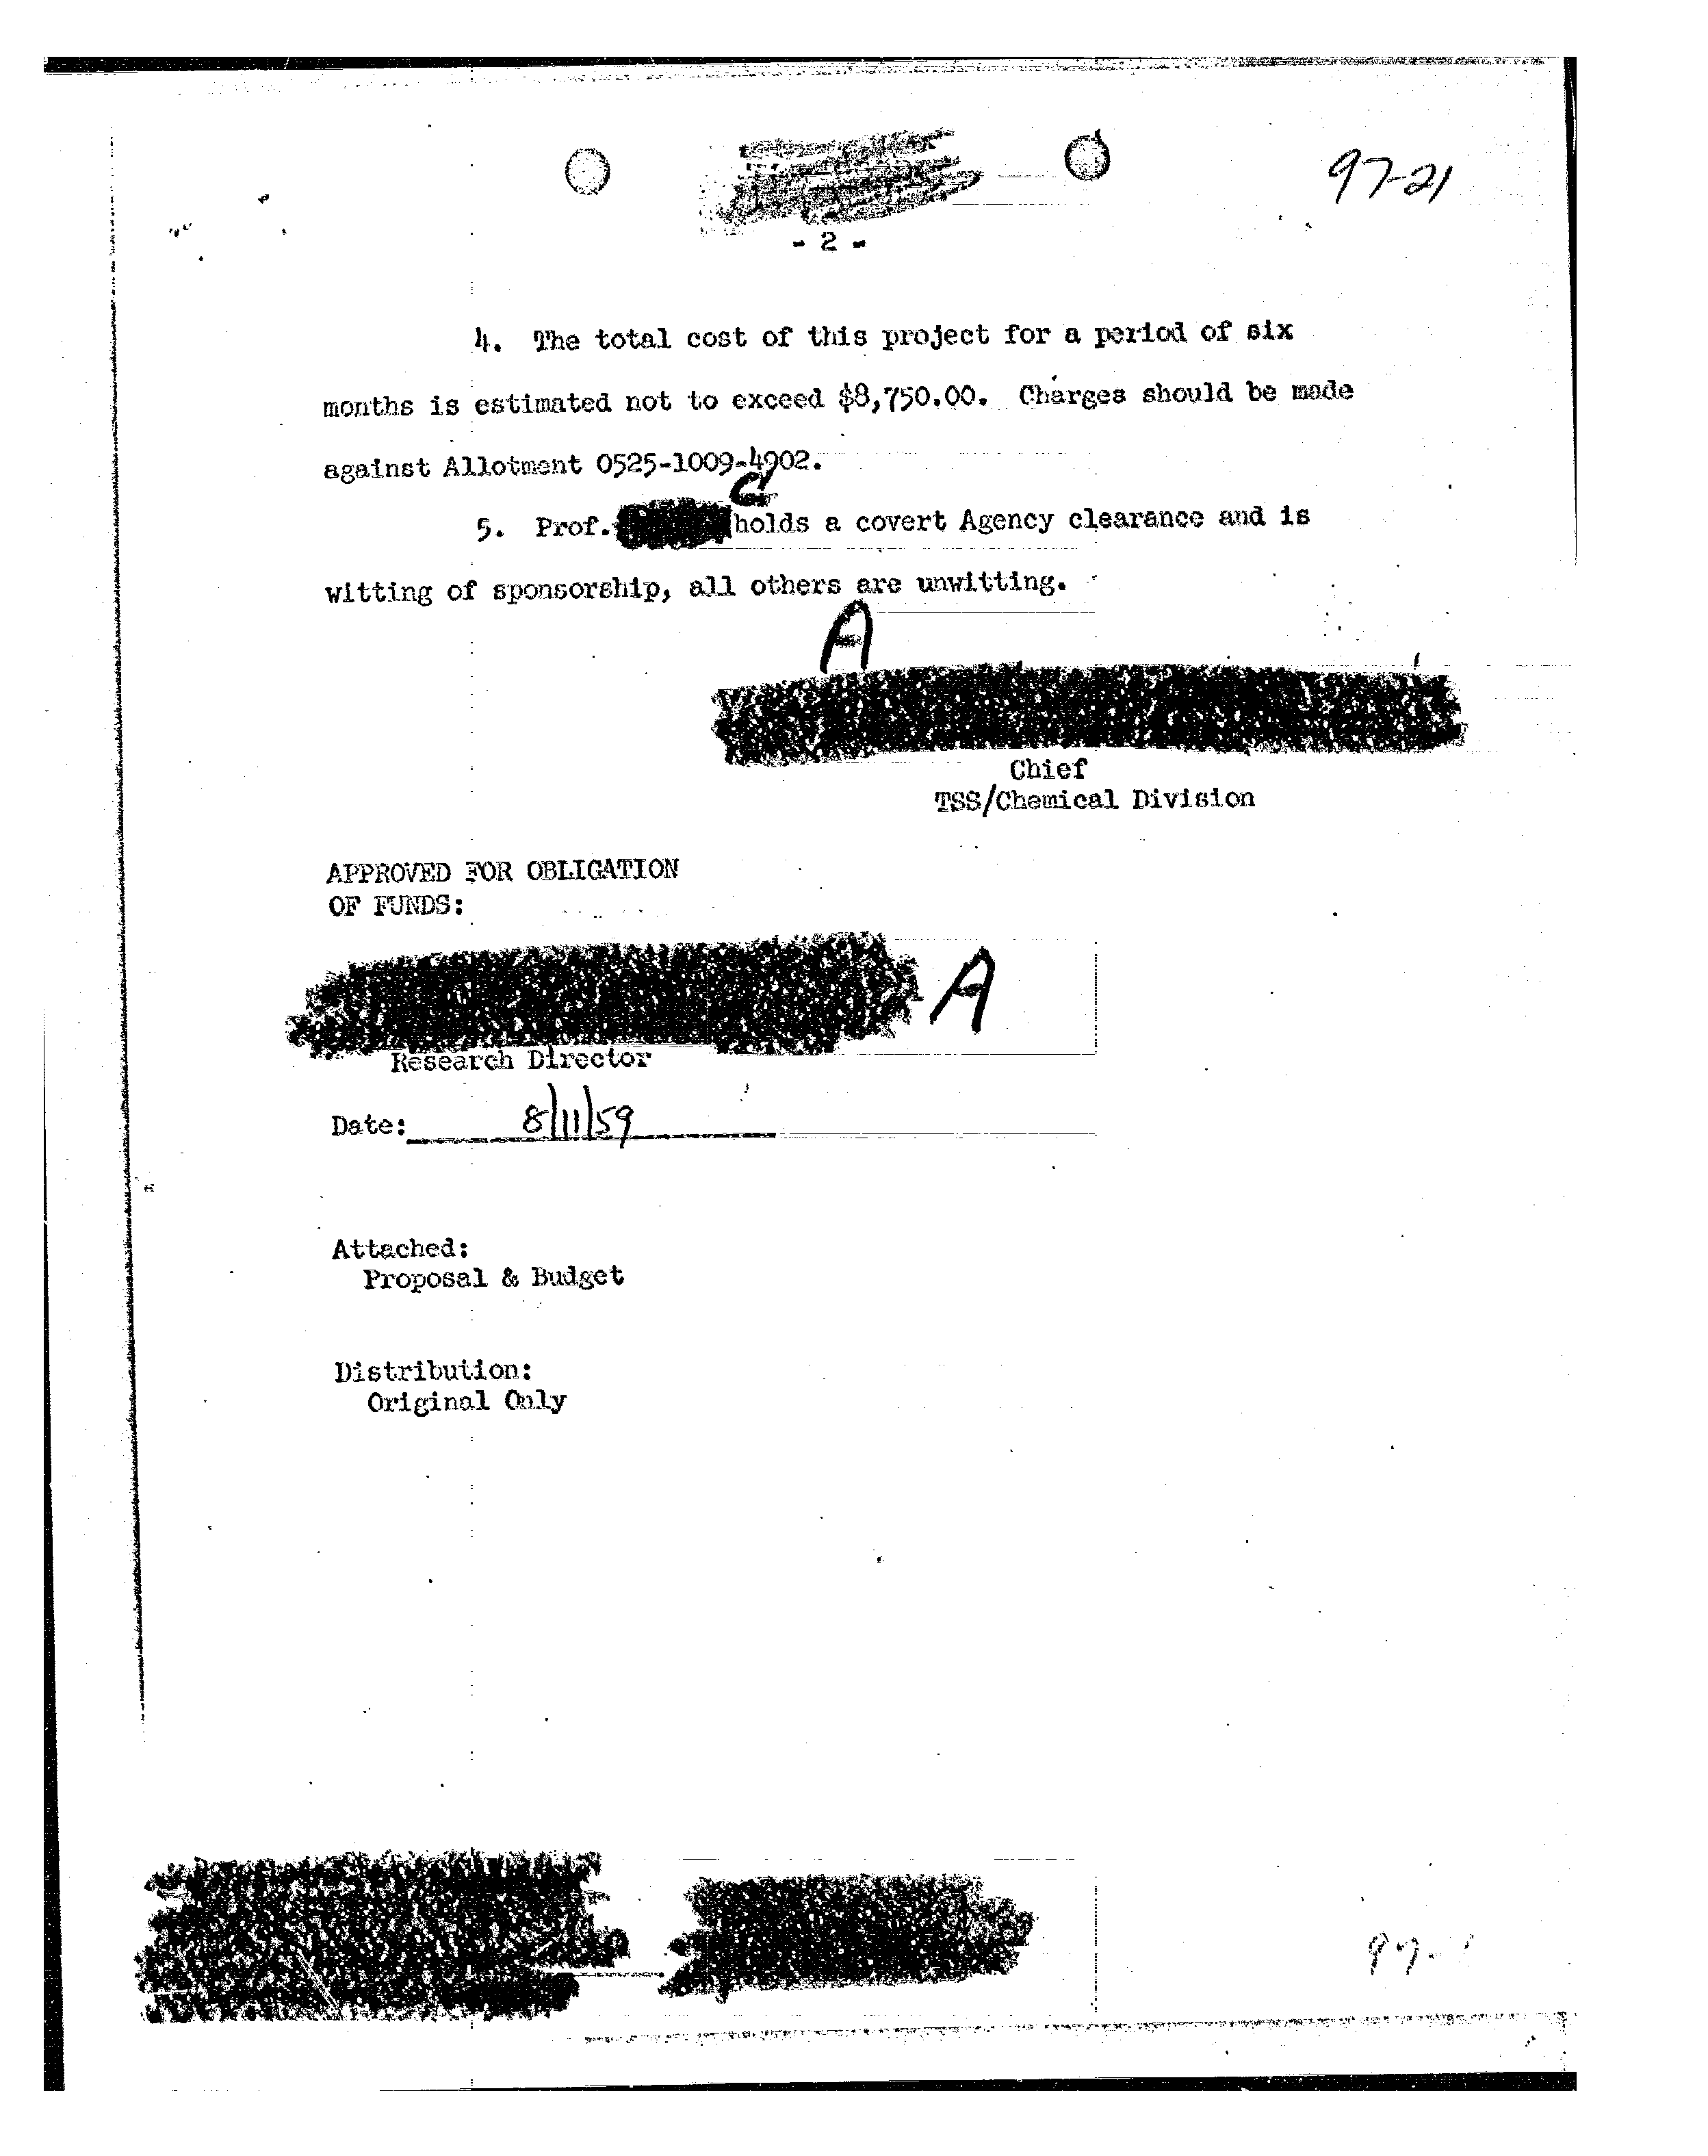 97-21
- 2 -
4. The total cost of this project for a period of six
months is estimated not to exceed $8,750.00. Charges should be made
against Allotment 0525-1009-4902.
C
5. Prof. holds a covert Agency clearance and is
witting of sponsorship, all others are unwitting.
A
Chief
TSS/Chemical Division
APPROVED FOR OBLIGATION
OF FUNDS:
A
Research Director
Date: 8/11/59
Attached:
Proposal & Budget
Distribution:
Original Only
97-